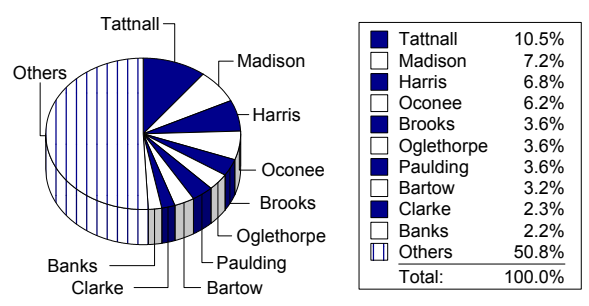 Tattnall
Madison
Others
Harris
Oconee
Brooks
Oglethorpe
Banks
Paulding
Clarke
Bartow
Tattnall 10.5%
Madison 7.2%
Harris 6.8%
Oconee 6.2%
Brooks 3.6%
Oglethorpe 3.6%
Paulding 3.6%
Bartow 3.2%
Clarke 2.3%
Banks 2.2%
Others 50.8%
Total: 100.0%